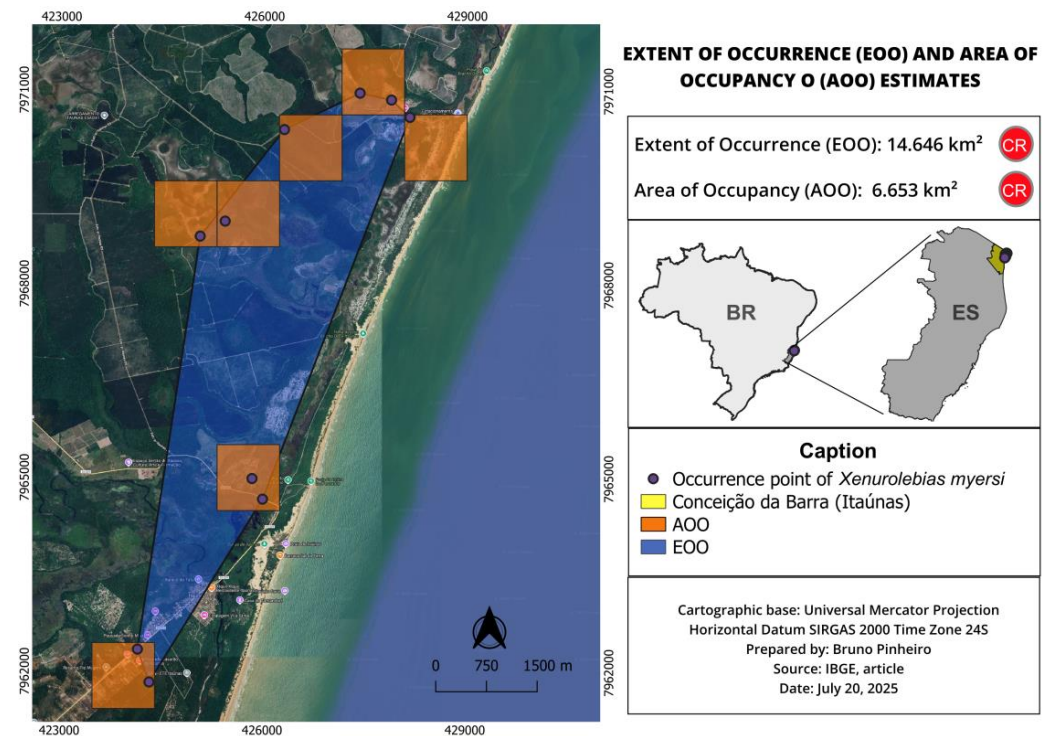 423000
426000
429000
7971000
7968000
7965000
7962000
7971000
7968000
7965000
7962000
0 750 1500 m
423000
426000
429000
EXTENT OF OCCURRENCE (EOO) AND AREA OF
OCCUPANCY O (AOO) ESTIMATES
Extent of Occurrence (EOO): 14.646 km²
CR
Area of Occupancy (AOO): 6.653 km²
CR
BR
ES
Caption
Occurrence point of Xenurolebias myersi
Conceição da Barra (Itaúnas)
AOO
EOO
Cartographic base: Universal Mercator Projection
Horizontal Datum SIRGAS 2000 Time Zone 24S
Prepared by: Bruno Pinheiro
Source: IBGE, article
Date: July 20, 2025